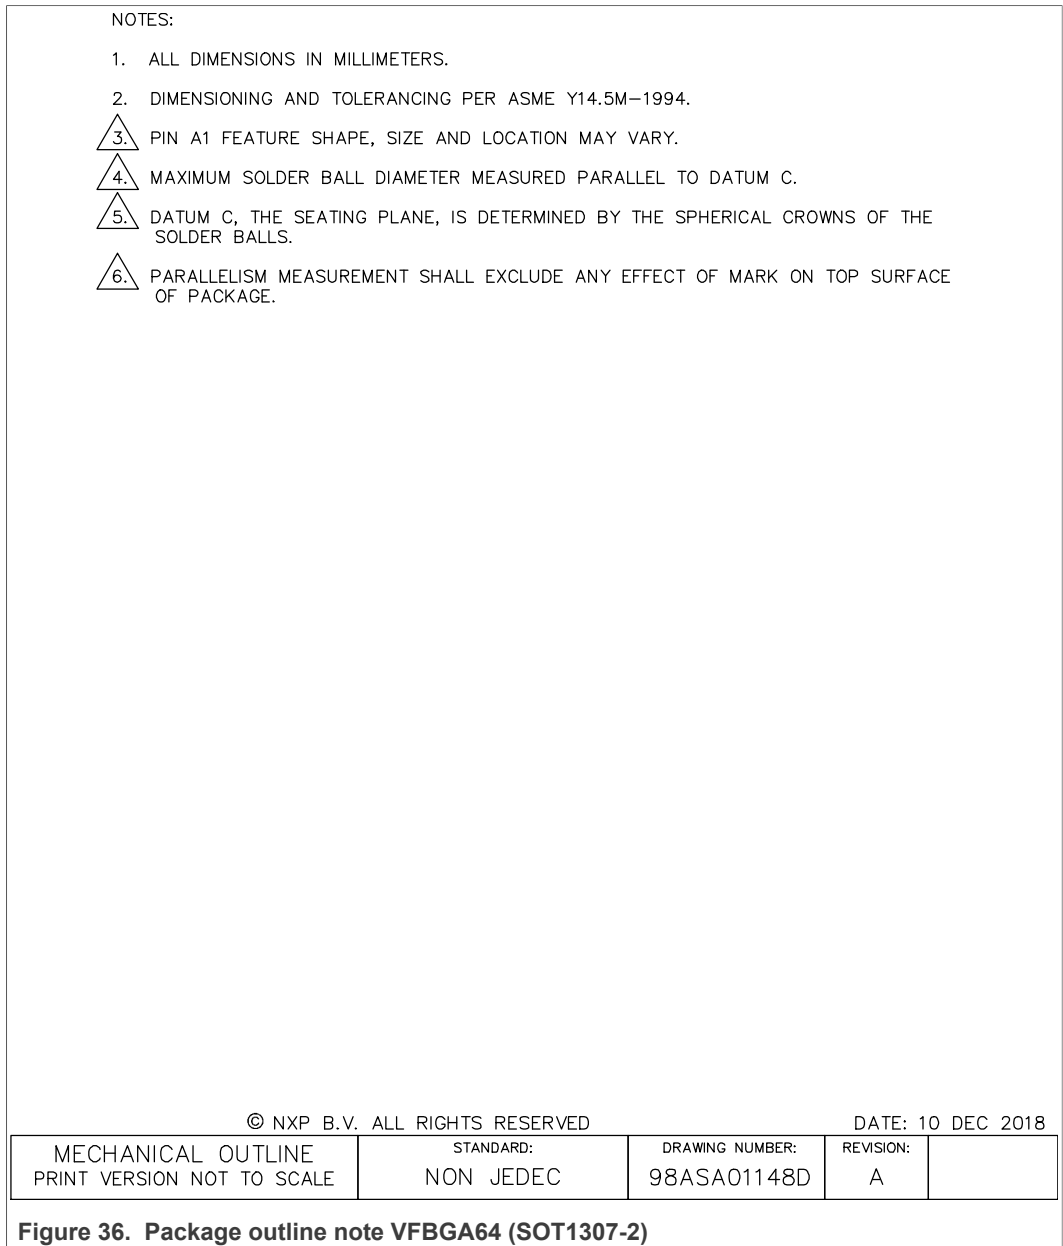 NOTES:
1. ALL DIMENSIONS IN MILLIMETERS.
2. DIMENSIONING AND TOLERANCING PER ASME Y14.5M-1994.
3. PIN A1 FEATURE SHAPE, SIZE AND LOCATION MAY VARY.
4. MAXIMUM SOLDER BALL DIAMETER MEASURED PARALLEL TO DATUM C.
5. DATUM C, THE SEATING PLANE, IS DETERMINED BY THE SPHERICAL CROWNS OF THE
SOLDER BALLS.
6. PARALLELISM MEASUREMENT SHALL EXCLUDE ANY EFFECT OF MARK ON TOP SURFACE
OF PACKAGE.
© NXP B.V. ALL RIGHTS RESERVED
DATE: 10 DEC 2018
MECHANICAL OUTLINE
PRINT VERSION NOT TO SCALE
STANDARD:
NON JEDEC
DRAWING NUMBER:
98ASA01148D
REVISION:
A
Figure 36. Package outline note VFBGA64 (SOT1307-2)